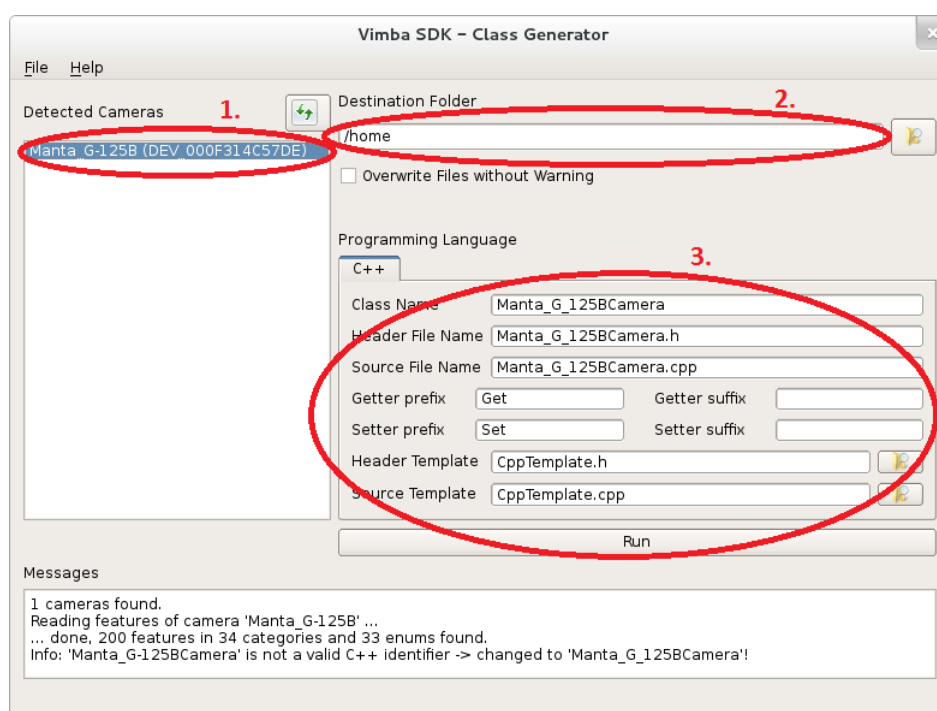 Vimba SDK – Class Generator
File Help
Detected Cameras
1.
Destination Folder
2.
Manta_G-125B (DEV_000F314C57DE)
/home
Overwrite Files without Warning
Programming Language
3.
C++
Class Name Manta_G_125BCamera
Header File Name Manta_G_125BCamera.h
Source File Name Manta_G_125BCamera.cpp
Getter prefix Get Getter suffix
Setter prefix Set Setter suffix
Header Template CppTemplate.h
Source Template CppTemplate.cpp
Run
Messages
1 cameras found.
Reading features of camera 'Manta_G-125B' ...
... done, 200 features in 34 categories and 33 enums found.
Info: 'Manta_G-125BCamera' is not a valid C++ identifier -> changed to 'Manta_G_125BCamera'!